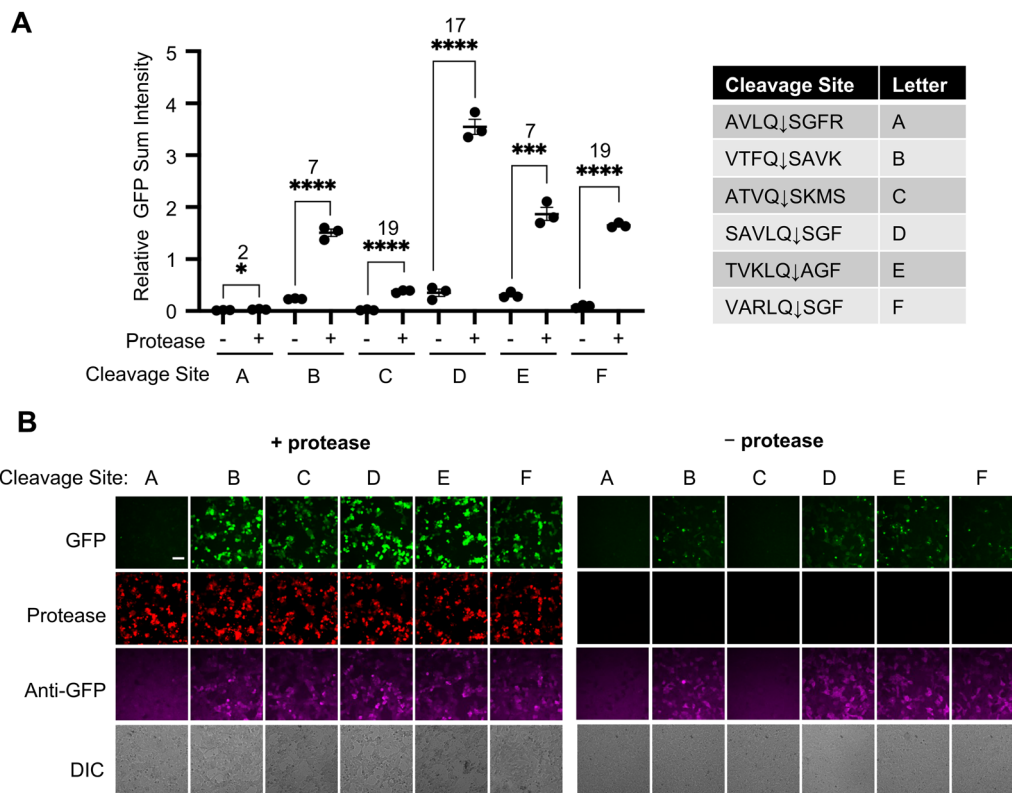 A
Relative GFP Sum Intensity
5
4
3
2
1
0
2
*
7
****
19
****
17
****
7
***
19
****
Protease - + - + - + - + - + - +
Cleavage Site A B C D E F
Cleavage Site Letter
AVLQ↓SGFR A
VTFQ↓SAVK B
ATVQ↓SKMS C
SAVLQ↓SGF D
TVKLQ↓AGF E
VARLQ↓SGF F
B
+ protease
– protease
Cleavage Site: A B C D E F A B C D E F
GFP
Protease
Anti-GFP
DIC